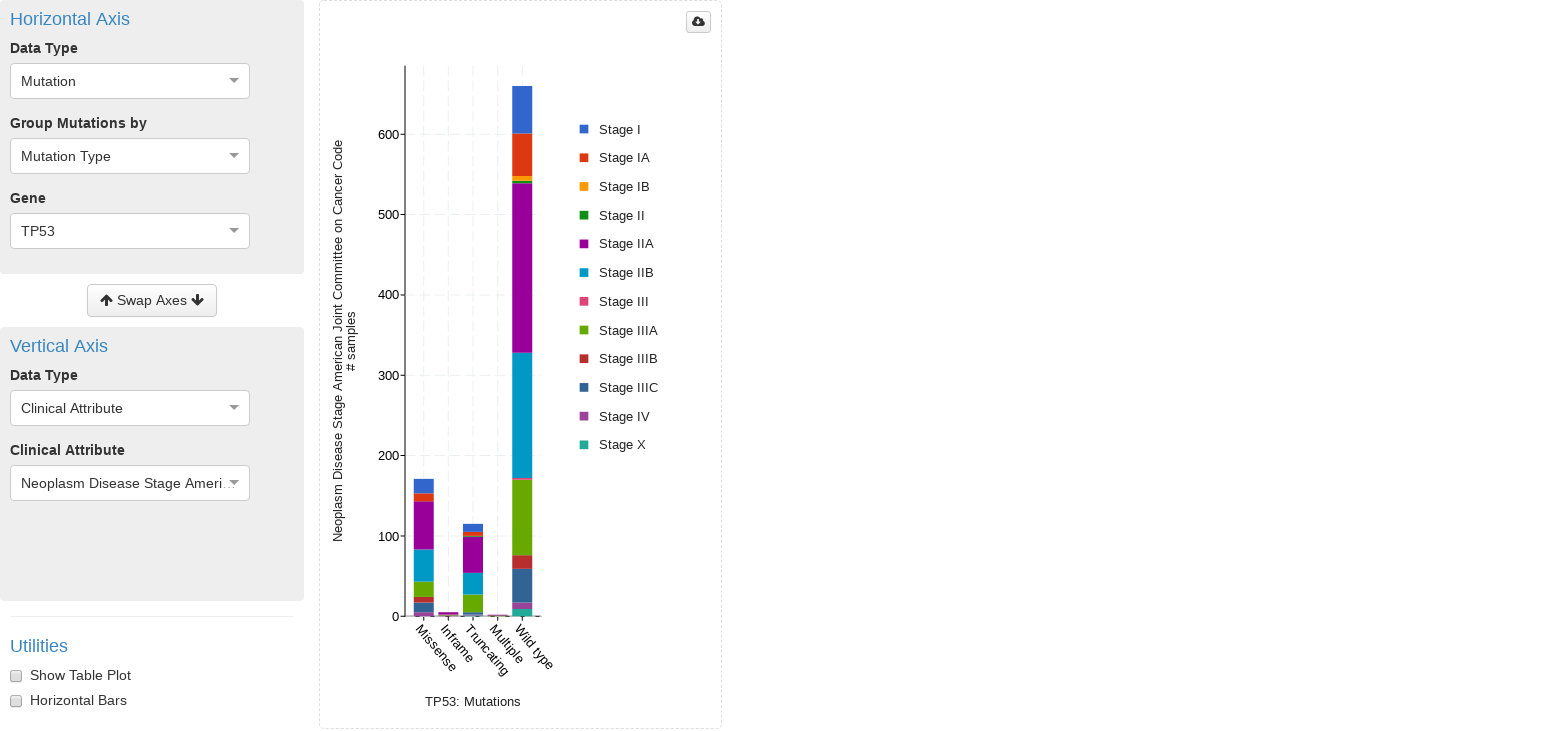 Horizontal Axis
Data Type
Mutation
Group Mutations by
Mutation Type
Gene
TP53
Swap Axes
Vertical Axis
Data Type
Clinical Attribute
Clinical Attribute
Neoplasm Disease Stage Ameri...
Utilities
Show Table Plot
Horizontal Bars
Neoplasm Disease Stage American Joint Committee on Cancer Code
# samples
600
500
400
300
200
100
0
Missense
Inframe
Truncating
Multiple
Wild type
TP53: Mutations
Stage I
Stage IA
Stage IB
Stage II
Stage IIA
Stage IIB
Stage III
Stage IIIA
Stage IIIB
Stage IIIC
Stage IV
Stage X